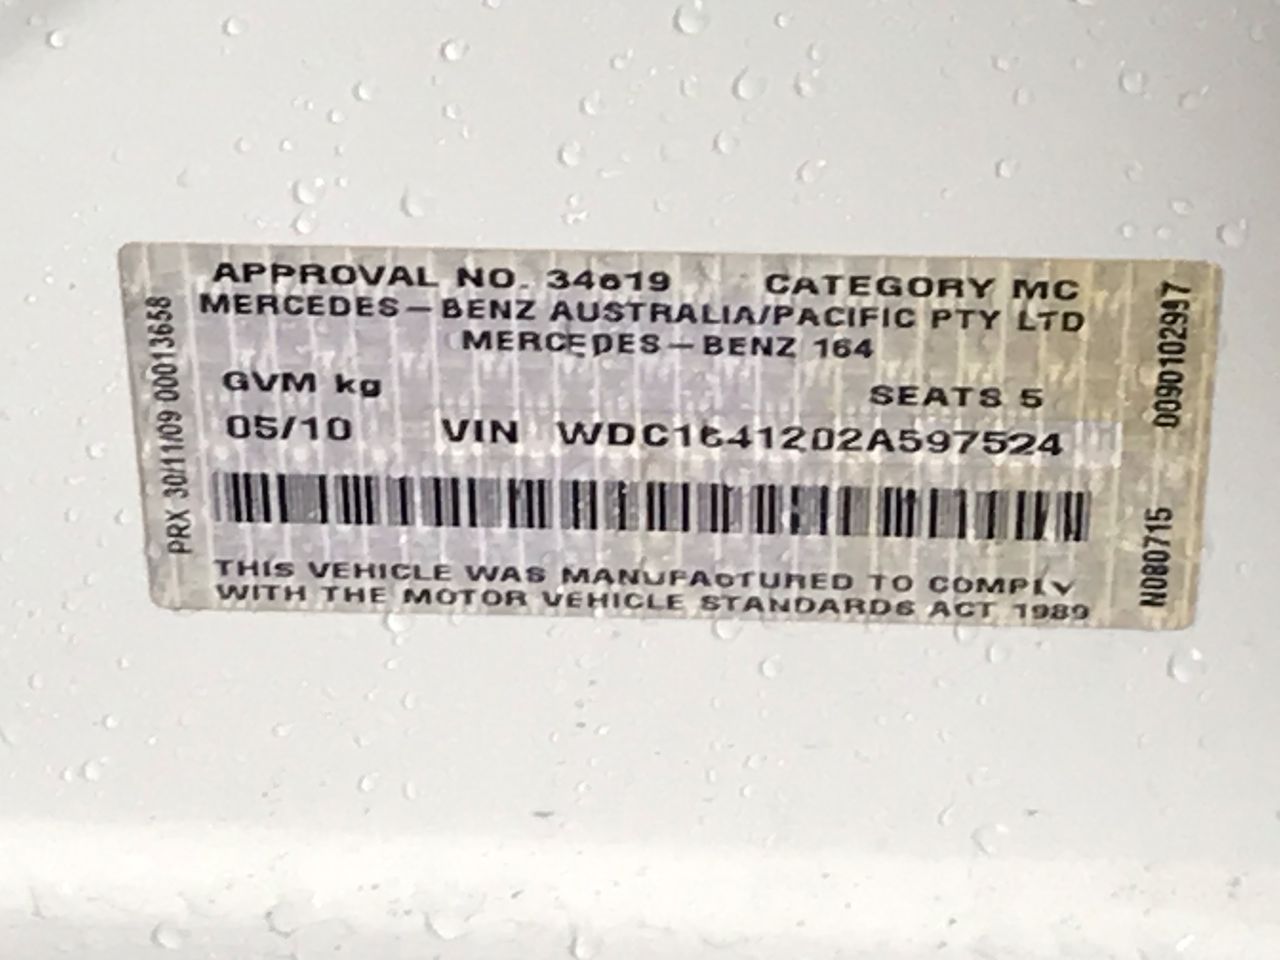 APPROVAL NO. 34619 CATEGORY MC
MERCEDES-BENZ AUSTRALIA/PACIFIC PTY LTD
MERCEDES-BENZ 164
GVM kg SEATS 5
05/10 VIN WDC1641202A597524
THIS VEHICLE WAS MANUFACTURED TO COMPLY
WITH THE MOTOR VEHICLE STANDARDS ACT 1989
PRX 30/11/09 00013658
N080715 0090102997